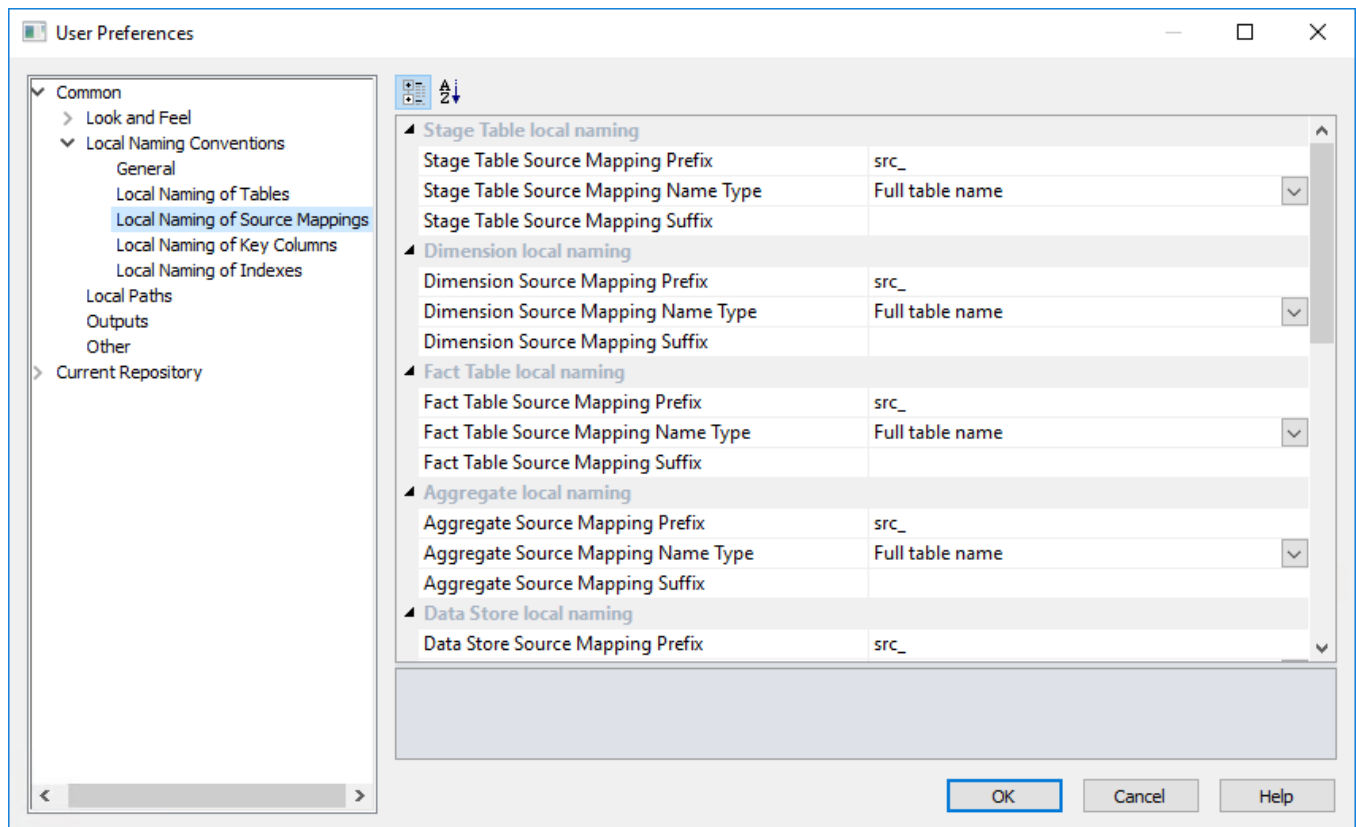 User Preferences
Common
Look and Feel
Local Naming Conventions
General
Local Naming of Tables
Local Naming of Source Mappings
Local Naming of Key Columns
Local Naming of Indexes
Local Paths
Outputs
Other
Current Repository
Stage Table local naming
Stage Table Source Mapping Prefix src_
Stage Table Source Mapping Name Type Full table name
Stage Table Source Mapping Suffix
Dimension local naming
Dimension Source Mapping Prefix src_
Dimension Source Mapping Name Type Full table name
Dimension Source Mapping Suffix
Fact Table local naming
Fact Table Source Mapping Prefix src_
Fact Table Source Mapping Name Type Full table name
Fact Table Source Mapping Suffix
Aggregate local naming
Aggregate Source Mapping Prefix src_
Aggregate Source Mapping Name Type Full table name
Aggregate Source Mapping Suffix
Data Store local naming
Data Store Source Mapping Prefix src_
OK Cancel Help